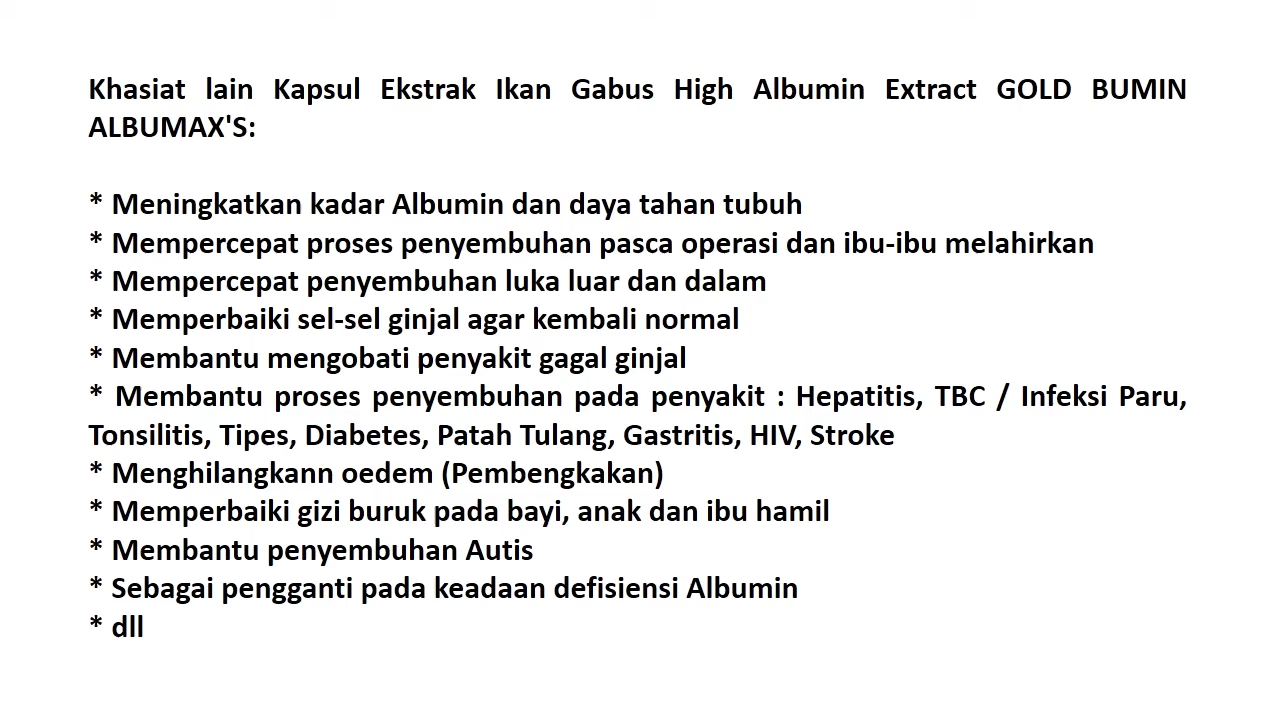 Khasiat lain Kapsul Ekstrak Ikan Gabus High Albumin Extract GOLD BUMIN
ALBUMAX'S:
* Meningkatkan kadar Albumin dan daya tahan tubuh
* Mempercepat proses penyembuhan pasca operasi dan ibu-ibu melahirkan
* Mempercepat penyembuhan luka luar dan dalam
* Memperbaiki sel-sel ginjal agar kembali normal
* Membantu mengobati penyakit gagal ginjal
* Membantu proses penyembuhan pada penyakit : Hepatitis, TBC / Infeksi Paru,
Tonsilitis, Tipes, Diabetes, Patah Tulang, Gastritis, HIV, Stroke
* Menghilangkann oedem (Pembengkakan)
* Memperbaiki gizi buruk pada bayi, anak dan ibu hamil
* Membantu penyembuhan Autis
* Sebagai pengganti pada keadaan defisiensi Albumin
* dll